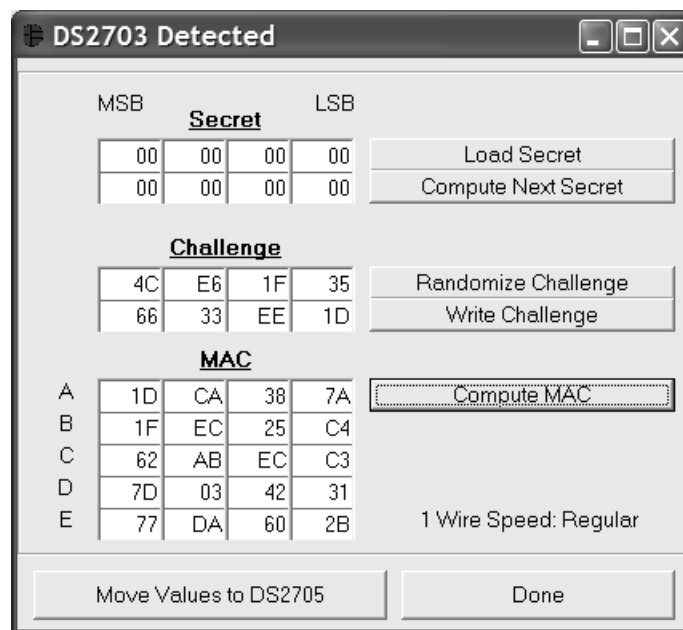 DS2703 Detected
MSB LSB
Secret
00 00 00 00 Load Secret
00 00 00 00 Compute Next Secret
Challenge
4C E6 1F 35 Randomize Challenge
66 33 EE 1D Write Challenge
MAC
A 1D CA 38 7A Compute MAC
B 1F EC 25 C4
C 62 AB EC C3
D 7D 03 42 31
E 77 DA 60 2B 1 Wire Speed: Regular
Move Values to DS2705 Done